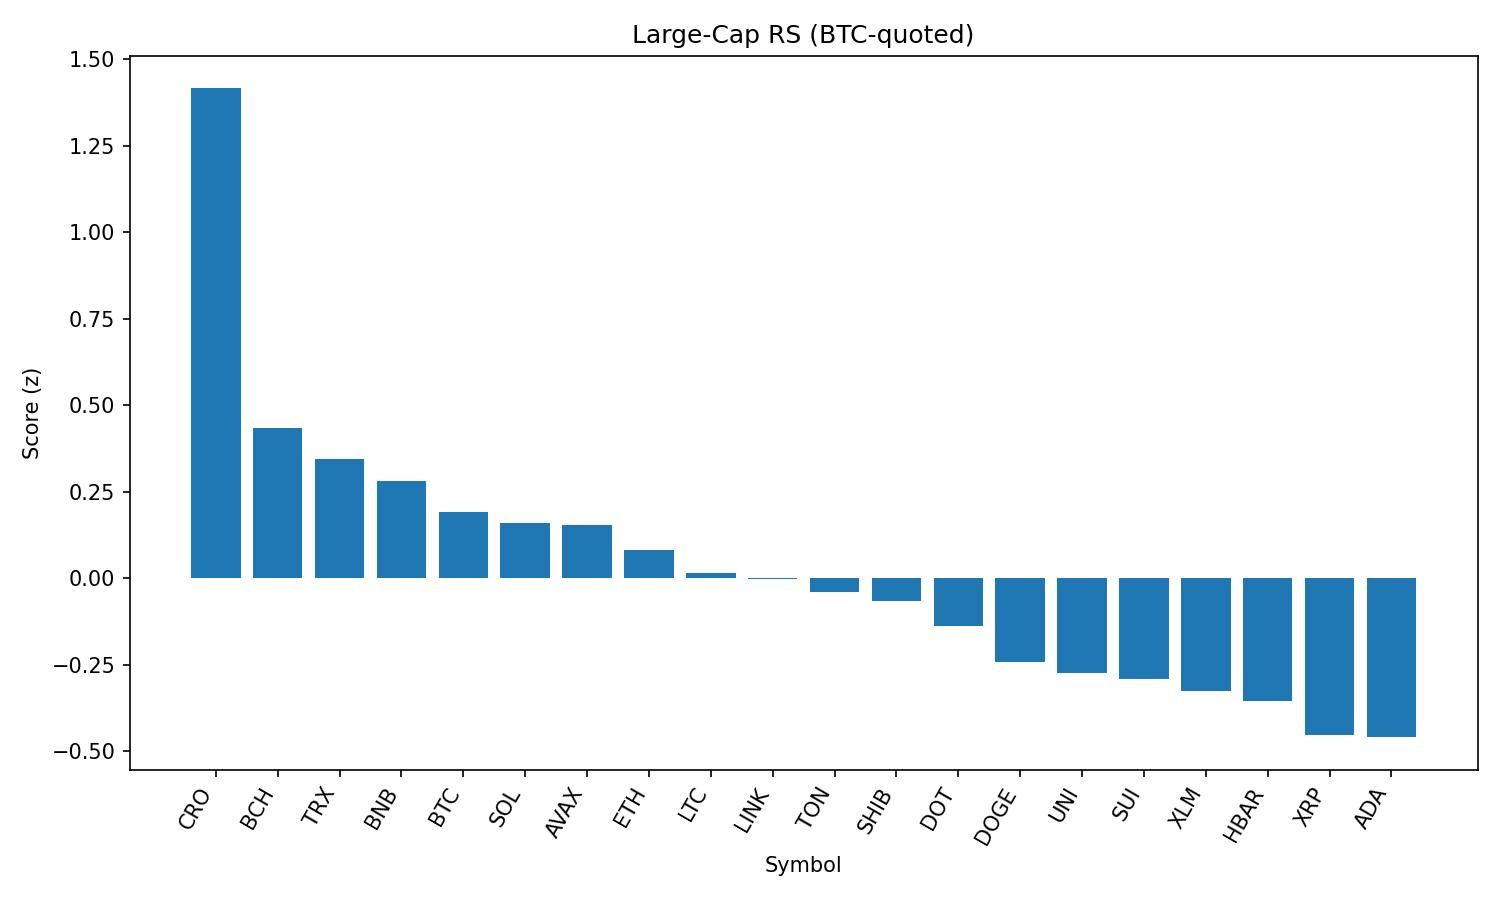 Large-Cap RS (BTC-quoted)
1.50
1.25
1.00
0.75
0.50
0.25
0.00
−0.25
−0.50
Score (z)
CRO
BCH
TRX
BNB
BTC
SOL
AVAX
ETH
LTC
LINK
TON
SHIB
DOT
DOGE
UNI
SUI
XLM
HBAR
XRP
ADA
Symbol